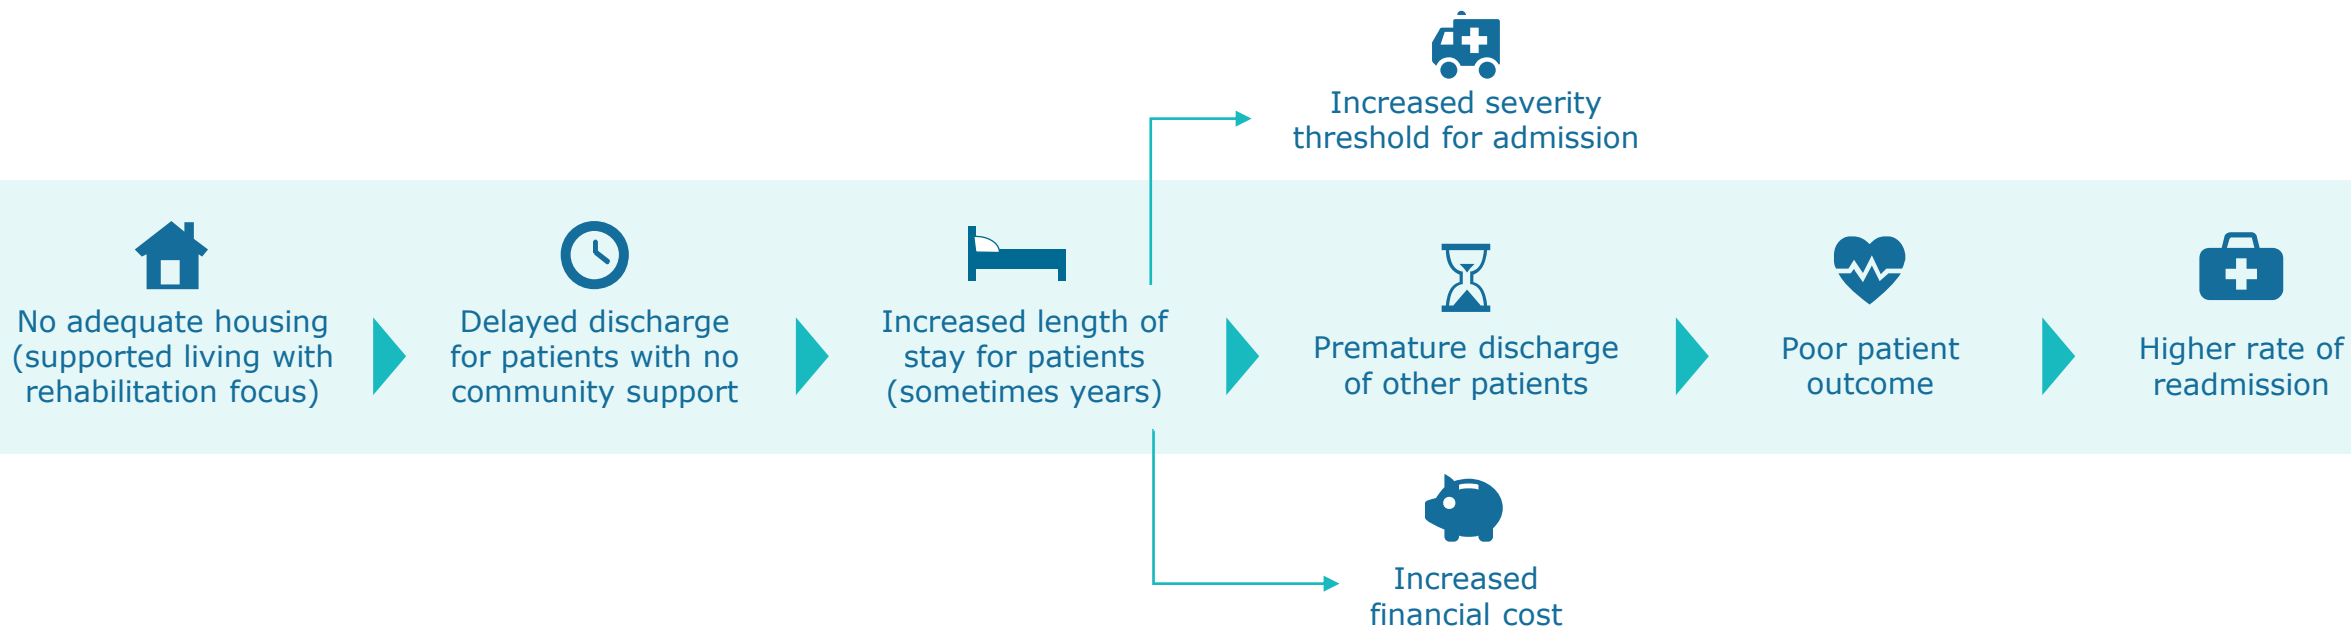 Increased severity
threshold for admission
No adequate housing
(supported living with
rehabilitation focus)
Delayed discharge
for patients with no
community support
Increased length of
stay for patients
(sometimes years)
Premature discharge
of other patients
Poor patient
outcome
Higher rate of
readmission
Increased
financial cost